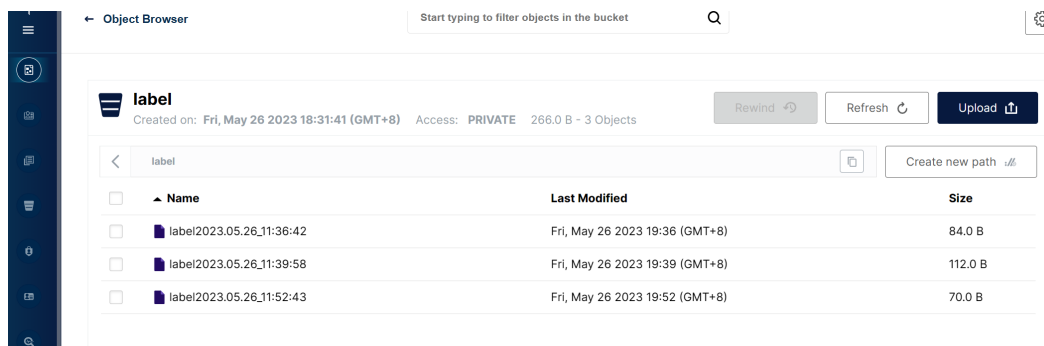 ← Object Browser
Start typing to filter objects in the bucket
label
Created on: Fri, May 26 2023 18:31:41 (GMT+8) Access: PRIVATE 266.0 B - 3 Objects
Rewind
Refresh
Upload
label
Create new path
Name Last Modified Size
label2023.05.26_11:36:42 Fri, May 26 2023 19:36 (GMT+8) 84.0 B
label2023.05.26_11:39:58 Fri, May 26 2023 19:39 (GMT+8) 112.0 B
label2023.05.26_11:52:43 Fri, May 26 2023 19:52 (GMT+8) 70.0 B